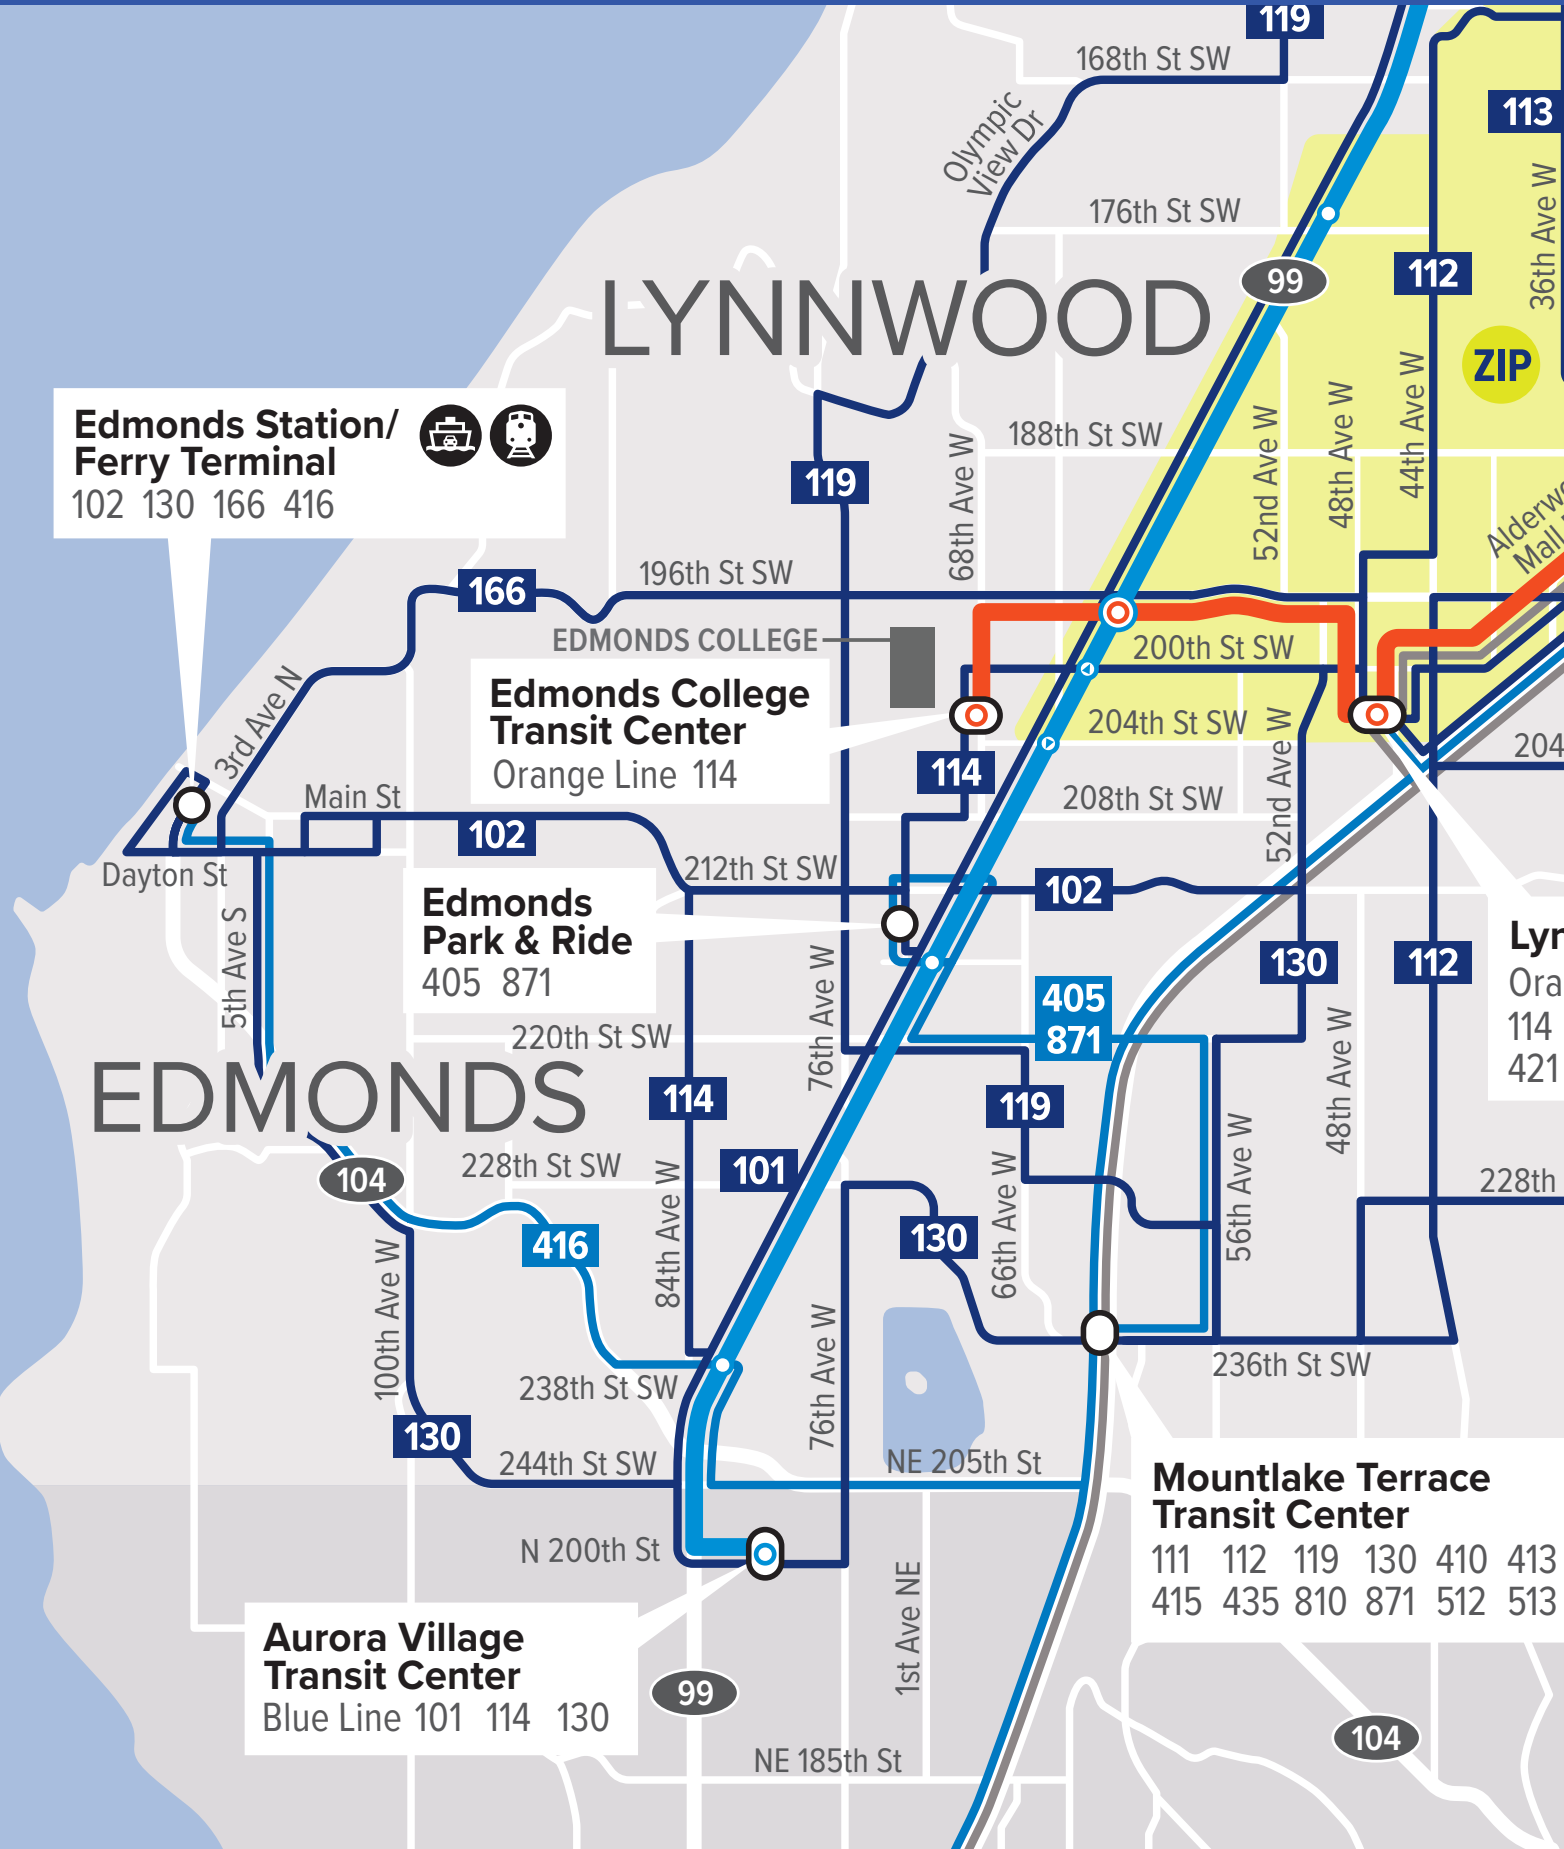 119
168th St SW
113
Olympic
View Dr
36th Ave W
176th St SW
99
112
LYNNWOOD
ZIP
Edmonds Station/
Ferry Terminal
102 130 166 416
188th St SW
68th Ave W
52nd Ave W
48th Ave W
44th Ave W
119
Mall
166
196th St SW
EDMONDS COLLEGE
200th St SW
Edmonds College
Transit Center
Orange Line 114
3rd Ave N
204th St SW
52nd Ave W
204
114
Main St
208th St SW
102
Dayton St
212th St SW
102
Edmonds
Park & Ride
405 871
5th Ave S
76th Ave W
130
112
Lyn
Ora
114
421
405
871
220th St SW
48th Ave W
EDMONDS
114
119
56th Ave W
104
228th St SW
84th Ave W
101
66th Ave W
228th
416
130
100th Ave W
76th Ave W
236th St SW
238th St SW
130
244th St SW
NE 205th St
Mountlake Terrace
Transit Center
111 112 119 130 410 413
415 435 810 871 512 513
N 200th St
1st Ave NE
Aurora Village
Transit Center
Blue Line 101 114 130
99
104
NE 185th St